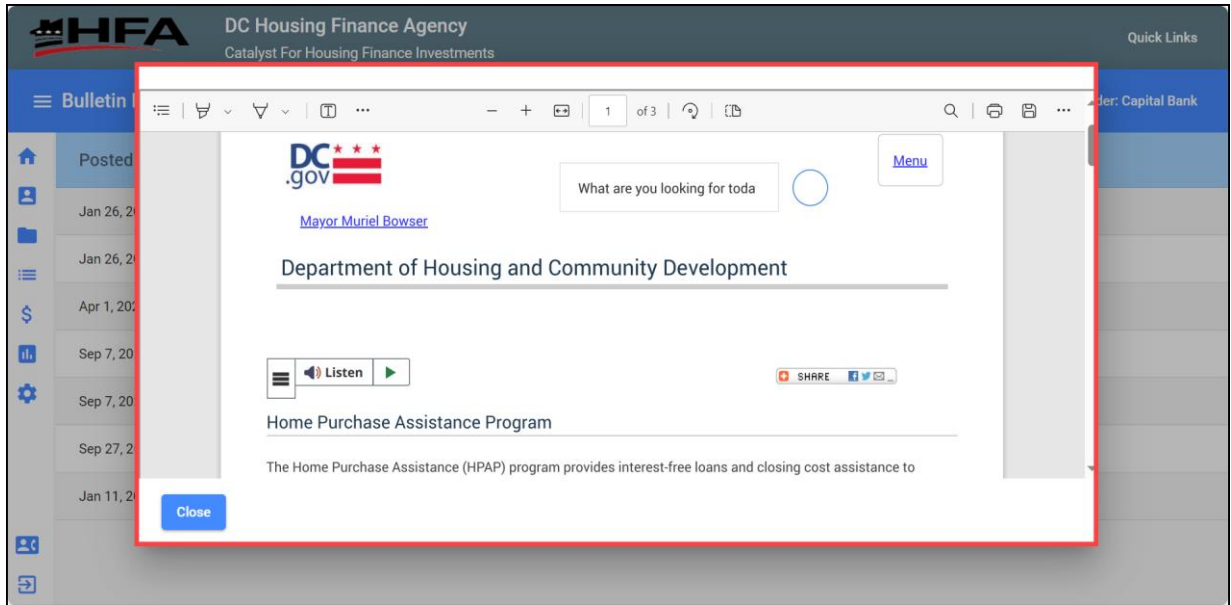 HFA
DC Housing Finance Agency
Catalyst For Housing Finance Investments
Quick Links
Bulletin
der: Capital Bank
1 of 3
Posted
Jan 26, 2
Jan 26, 2
Apr 1, 202
Sep 7, 20
Sep 7, 20
Sep 27, 2
Jan 11, 2
DC
.gov
What are you looking for toda
Menu
Mayor Muriel Bowser
Department of Housing and Community Development
Listen
SHARE
Home Purchase Assistance Program
The Home Purchase Assistance (HPAP) program provides interest-free loans and closing cost assistance to
Close